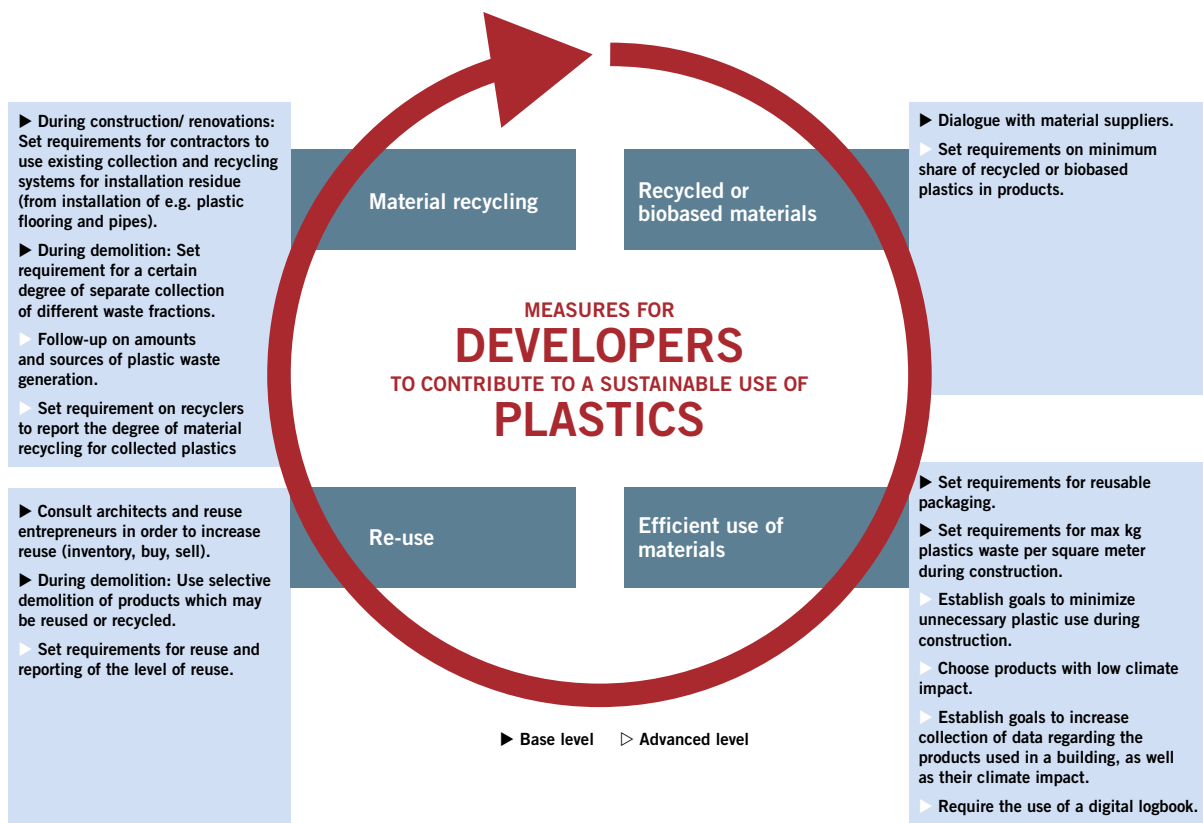 ▶ During construction/ renovations:
Set requirements for contractors to
use existing collection and recycling
systems for installation residue
(from installation of e.g. plastic
flooring and pipes).
▶ During demolition: Set
requirement for a certain
degree of separate collection
of different waste fractions.
▷ Follow-up on amounts
and sources of plastic waste
generation.
▷ Set requirement on recyclers
to report the degree of material
recycling for collected plastics
Material recycling
Recycled or
biobased materials
▶ Dialogue with material suppliers.
▷ Set requirements on minimum
share of recycled or biobased
plastics in products.
MEASURES FOR
DEVELOPERS
TO CONTRIBUTE TO A SUSTAINABLE USE OF
PLASTICS
▶ Consult architects and reuse
entrepreneurs in order to increase
reuse (inventory, buy, sell).
▶ During demolition: Use selective
demolition of products which may
be reused or recycled.
▷ Set requirements for reuse and
reporting of the level of reuse.
Re-use
Efficient use of
materials
▶ Set requirements for reusable
packaging.
▶ Set requirements for max kg
plastics waste per square meter
during construction.
▷ Establish goals to minimize
unnecessary plastic use during
construction.
▷ Choose products with low climate
impact.
▷ Establish goals to increase
collection of data regarding the
products used in a building, as well
as their climate impact.
▷ Require the use of a digital logbook.
▶ Base level ▷ Advanced level